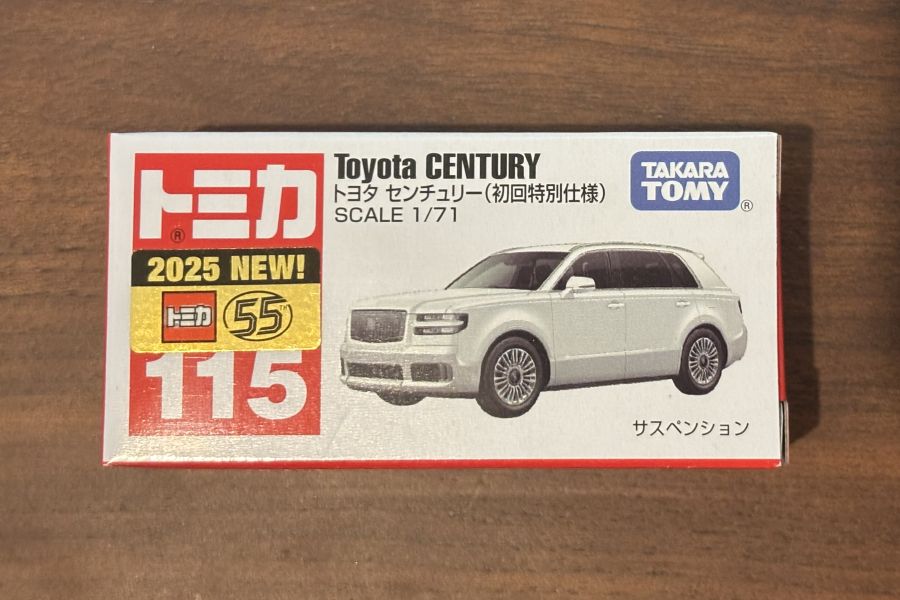 トミカ®
Toyota CENTURY
トヨタ センチュリー(初回特別仕様)
SCALE 1/71
TAKARA
TOMY®
2025 NEW!
トミカ 55TM
115
サスペンション